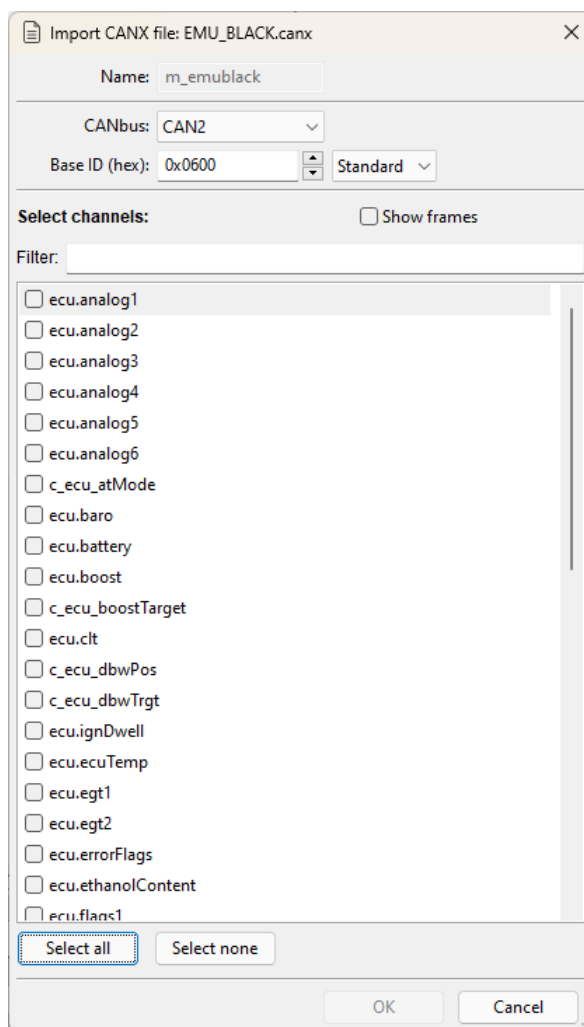 Import CANX file: EMU_BLACK.canx
Name: m_emublack
CANbus: CAN2
Base ID (hex): 0x0600 Standard
Select channels: Show frames
Filter:
ecu.analog1
ecu.analog2
ecu.analog3
ecu.analog4
ecu.analog5
ecu.analog6
c_ecu_atMode
ecu.baro
ecu.battery
ecu.boost
c_ecu_boostTarget
ecu.clt
c_ecu_dbwPos
c_ecu_dbwTrgt
ecu.ignDwell
ecu.ecuTemp
ecu.egt1
ecu.egt2
ecu.errorFlags
ecu.ethanolContent
ecu.flags1
Select all Select none
OK Cancel